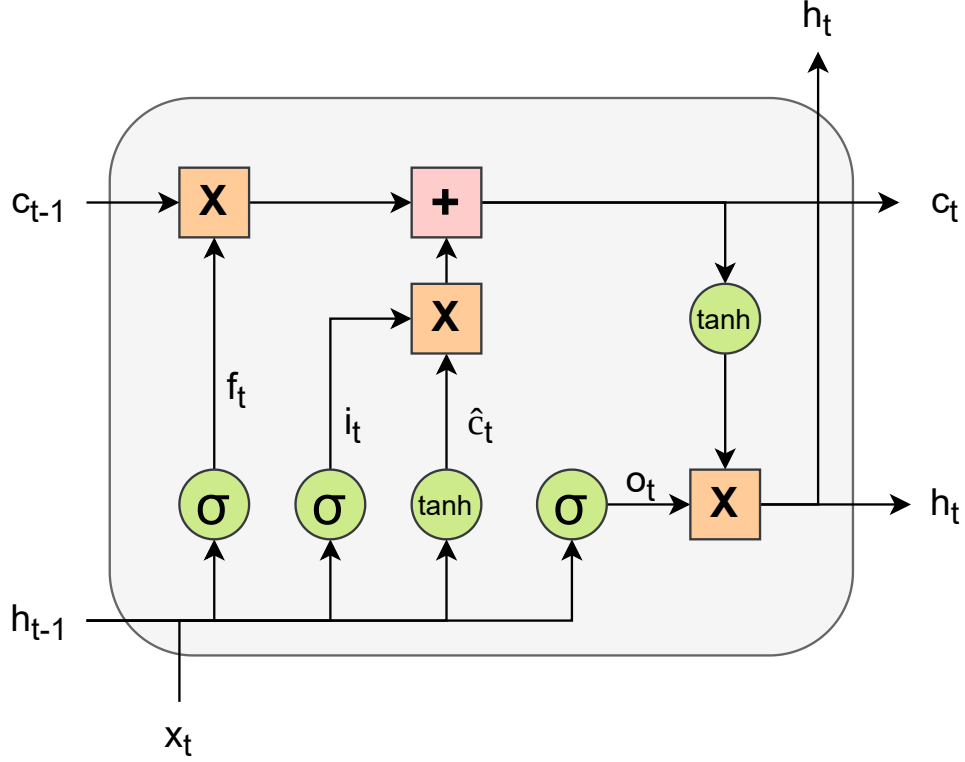 h_t
c_{t-1}
X
+
c_t
X
tanh
f_t
i_t
ĉ_t
σ
σ
tanh
σ
o_t
X
h_t
h_{t-1}
x_t